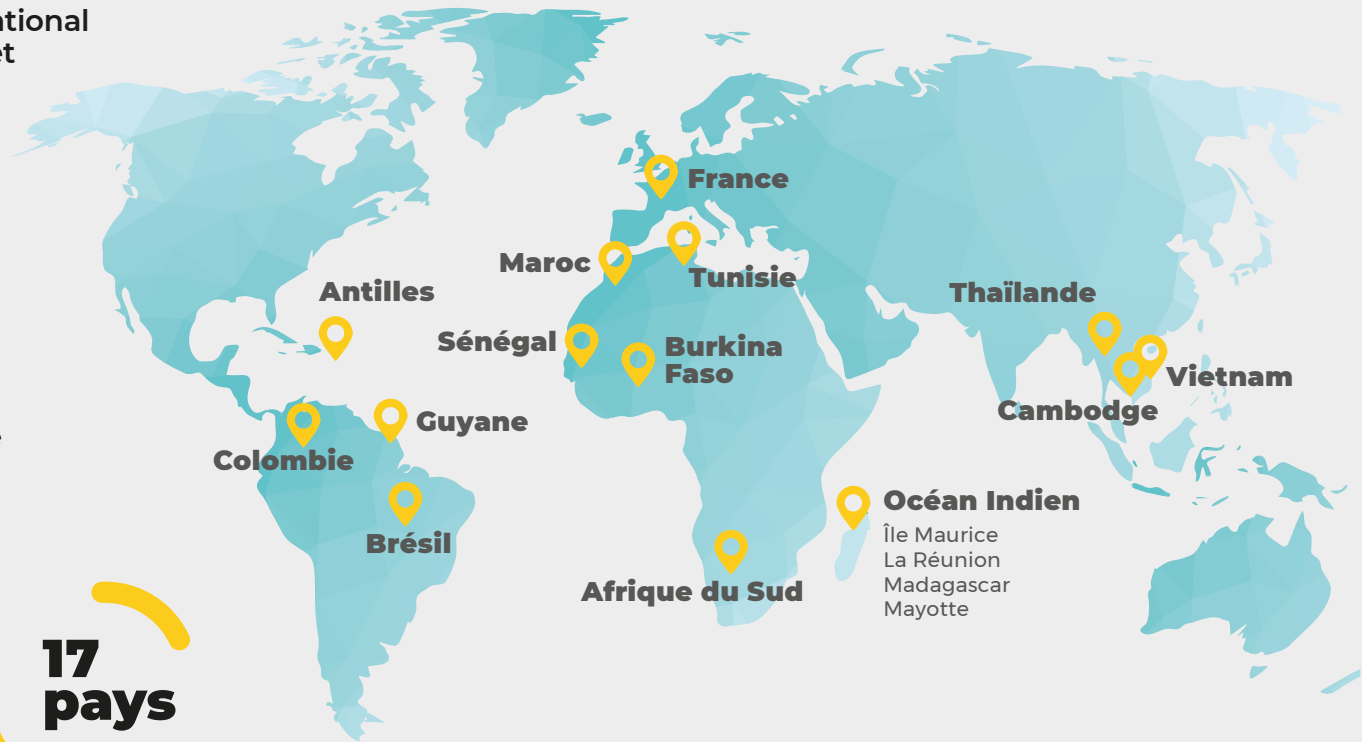 ational
et
France
Maroc
Tunisie
Antilles
Thaïlande
Sénégal
Burkina
Faso
Vietnam
Cambodge
Guyane
Colombie
Océan Indien
Île Maurice
La Réunion
Madagascar
Mayotte
Brésil
Afrique du Sud
17
pays